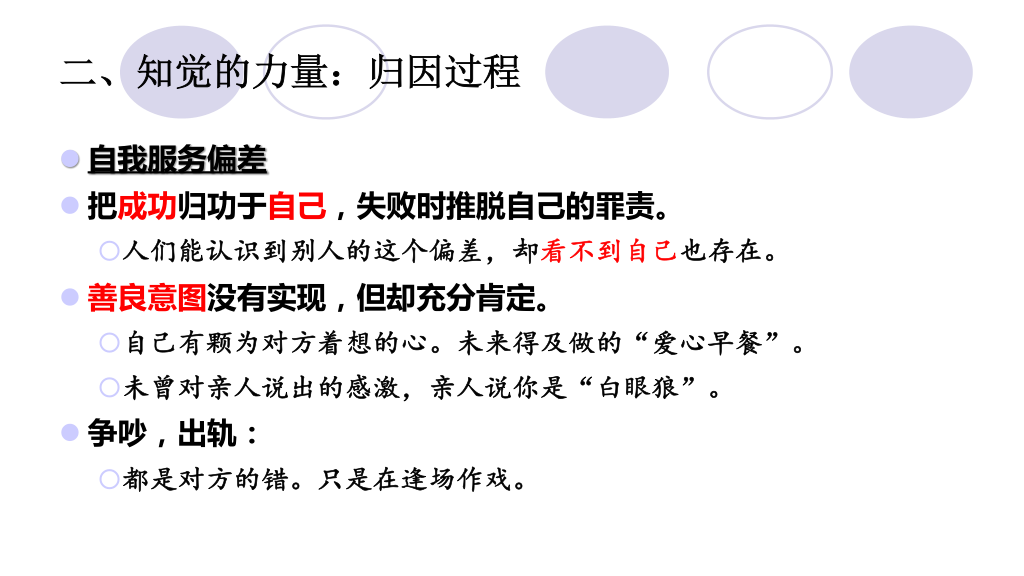 二、知觉的力量：归因过程
自我服务偏差
把成功归功于自己，失败时推脱自己的罪责。
人们能认识到别人的这个偏差，却看不到自己也存在。
善良意图没有实现，但却充分肯定。
自己有颗为对方着想的心。未来得及做的“爱心早餐”。
未曾对亲人说出的感激，亲人说你是“白眼狼”。
争吵，出轨：
都是对方的错。只是在逢场作戏。